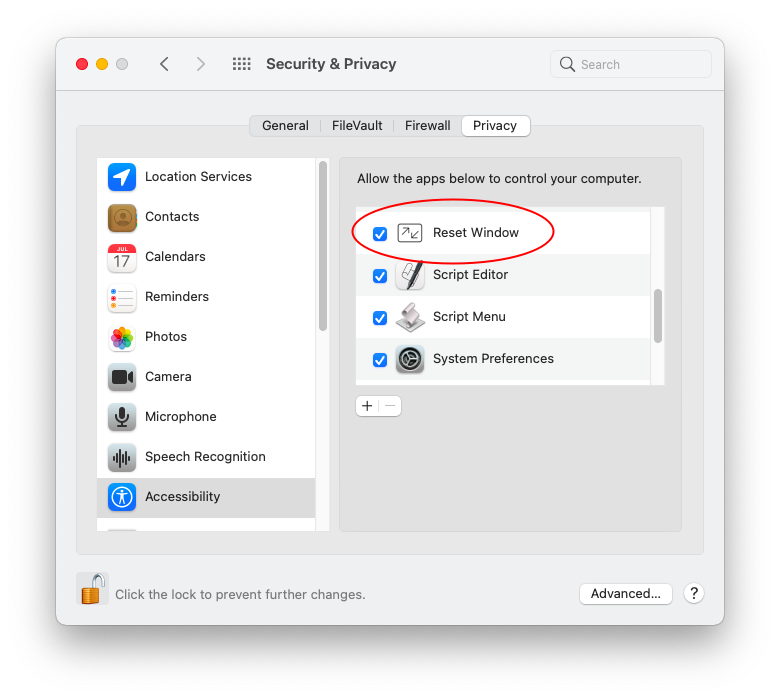 Security & Privacy
Search
General
FileVault
Firewall
Privacy
Location Services
Contacts
JUL
17
Calendars
Reminders
Photos
Camera
Microphone
Speech Recognition
Accessibility
Allow the apps below to control your computer.
Reset Window
Script Editor
Script Menu
System Preferences
+ −
Click the lock to prevent further changes.
Advanced...
?